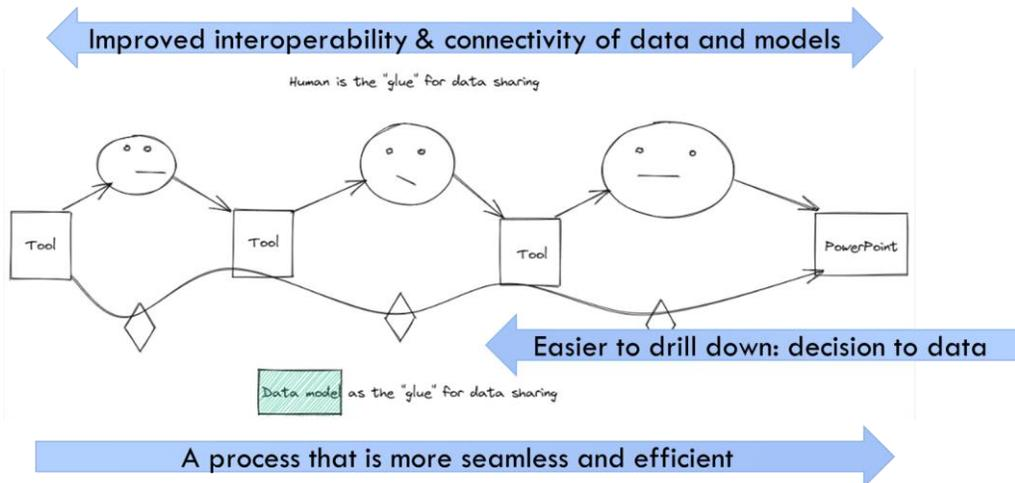 Improved interoperability & connectivity of data and models
Human is the "glue" for data sharing
Tool
Tool
Tool
PowerPoint
Easier to drill down: decision to data
Data model as the "glue" for data sharing
A process that is more seamless and efficient